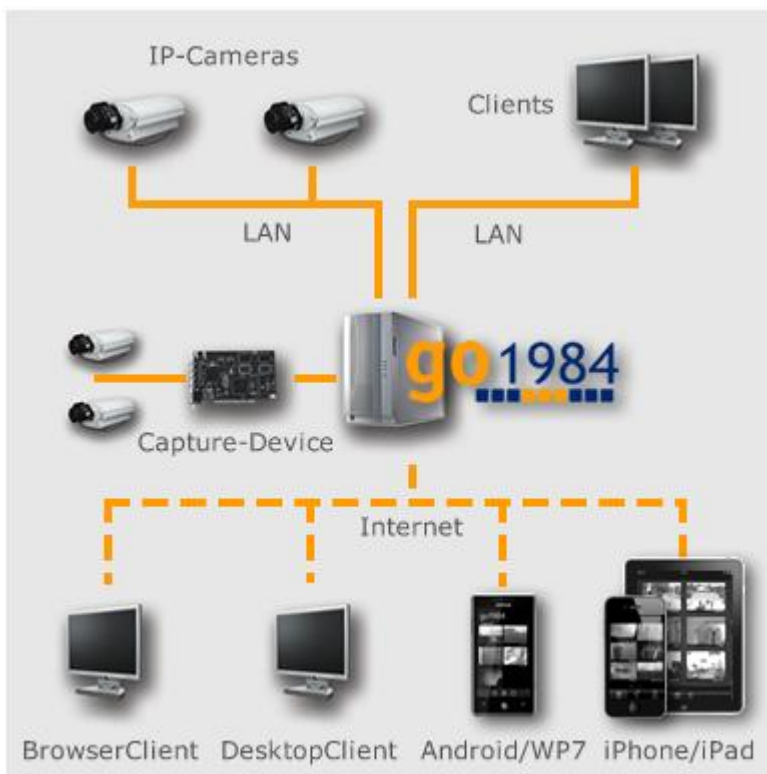 IP-Cameras
Clients
LAN
LAN
go1984
Capture-Device
Internet
BrowserClient
DesktopClient
Android/WP7
iPhone/iPad